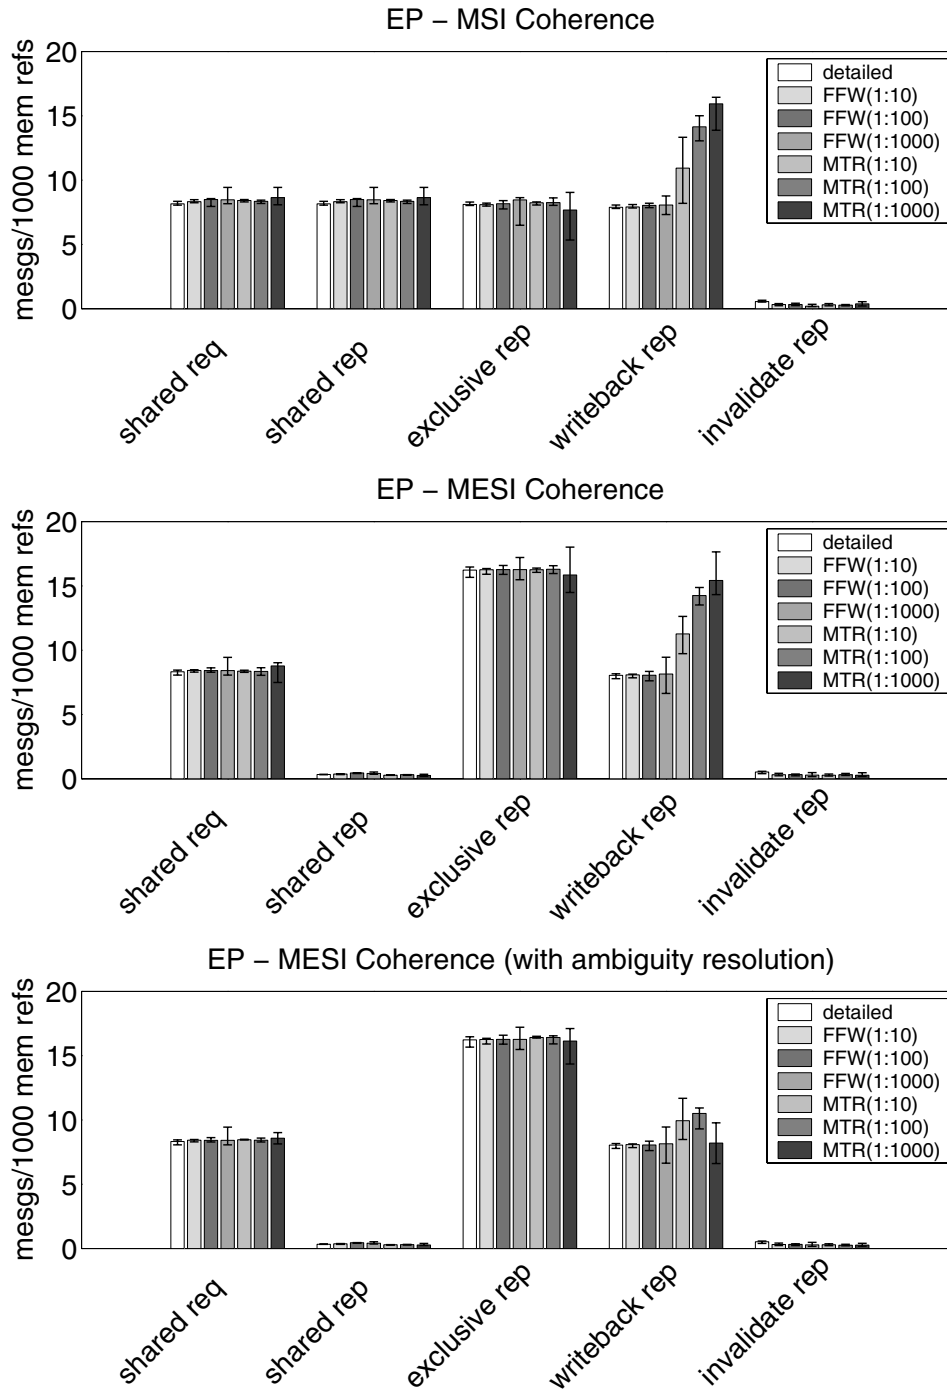 EP – MSI Coherence
mesgs/1000 mem refs
20
15
10
5
0
detailed
FFW(1:10)
FFW(1:100)
FFW(1:1000)
MTR(1:10)
MTR(1:100)
MTR(1:1000)
shared req
shared rep
exclusive rep
writeback rep
invalidate rep
EP – MESI Coherence
mesgs/1000 mem refs
20
15
10
5
0
detailed
FFW(1:10)
FFW(1:100)
FFW(1:1000)
MTR(1:10)
MTR(1:100)
MTR(1:1000)
shared req
shared rep
exclusive rep
writeback rep
invalidate rep
EP – MESI Coherence (with ambiguity resolution)
mesgs/1000 mem refs
20
15
10
5
0
detailed
FFW(1:10)
FFW(1:100)
FFW(1:1000)
MTR(1:10)
MTR(1:100)
MTR(1:1000)
shared req
shared rep
exclusive rep
writeback rep
invalidate rep